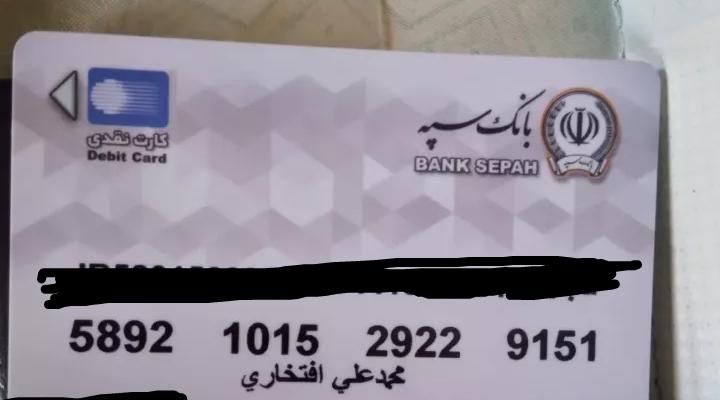 بانک سپه
BANK SEPAH
کارت نقدی
Debit Card
5892 1015 2922 9151
محمدعلي افتخاري